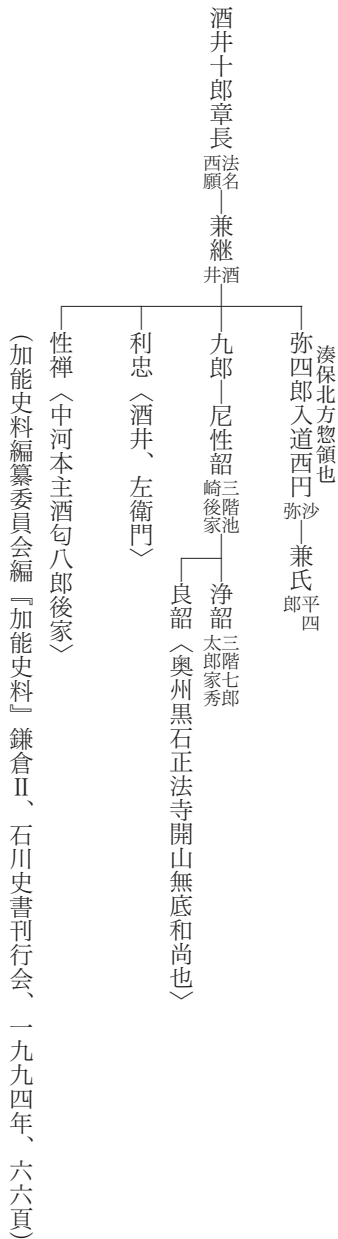 酒井十郎章長 法名西願 兼継 酒井
湊保北方惣領也
弥四郎入道西円 沙弥 兼氏 平四郎
九郎 尼性韶 三階池崎後家
浄韶 三階七郎太郎家秀
良韶〈奥州黒石正法寺開山無底和尚也〉
利忠〈酒井、左衛門〉
性禅〈中河本主酒匂八郎後家〉
(加能史料編纂委員会編『加能史料』鎌倉Ⅱ、石川史書刊行会、一九九四年、六六頁)